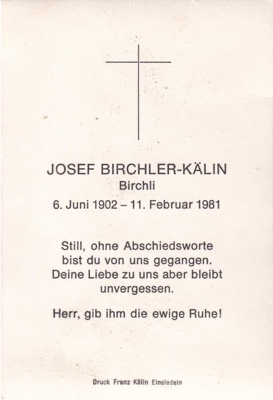 JOSEF BIRCHLER-KÄLIN
Birchli
6. Juni 1902 – 11. Februar 1981
Still, ohne Abschiedsworte
bist du von uns gegangen.
Deine Liebe zu uns aber bleibt
unvergessen.
Herr, gib ihm die ewige Ruhe!
Druck Franz Kälin Einsiedeln